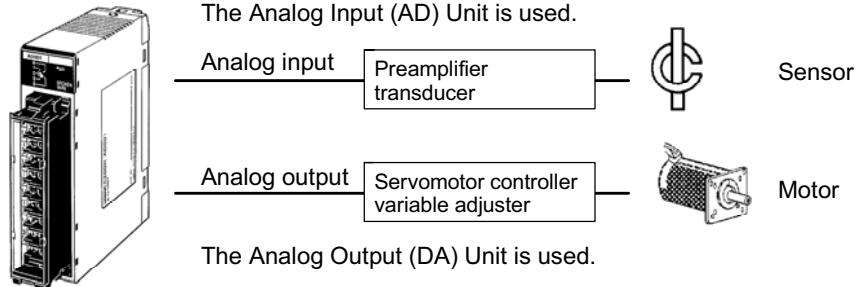 The Analog Input (AD) Unit is used.
Analog input
Preamplifier
transducer
Sensor
Analog output
Servomotor controller
variable adjuster
Motor
The Analog Output (DA) Unit is used.